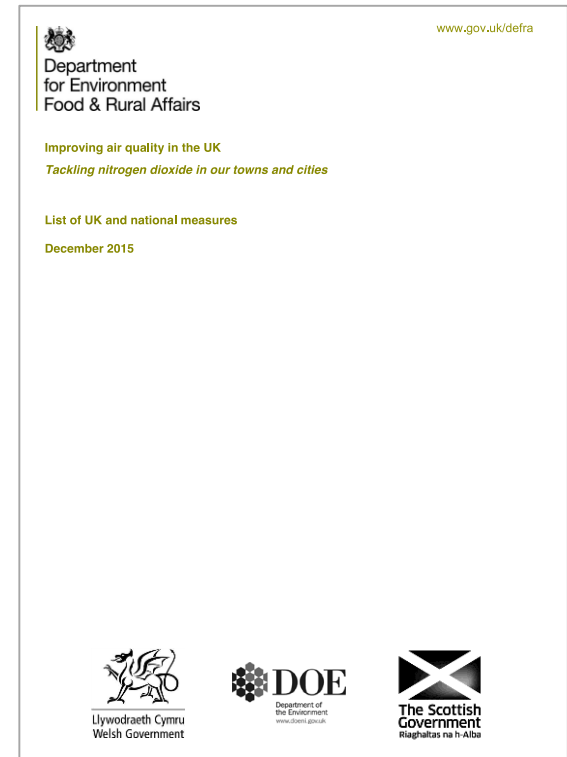 www.gov.uk/defra
Department
for Environment
Food & Rural Affairs
Improving air quality in the UK
Tackling nitrogen dioxide in our towns and cities
List of UK and national measures
December 2015
Llywodraeth Cymru
Welsh Government
DOE
Department of
the Environment
www.doeni.gov.uk
The Scottish
Government
Riaghaltas na h-Alba